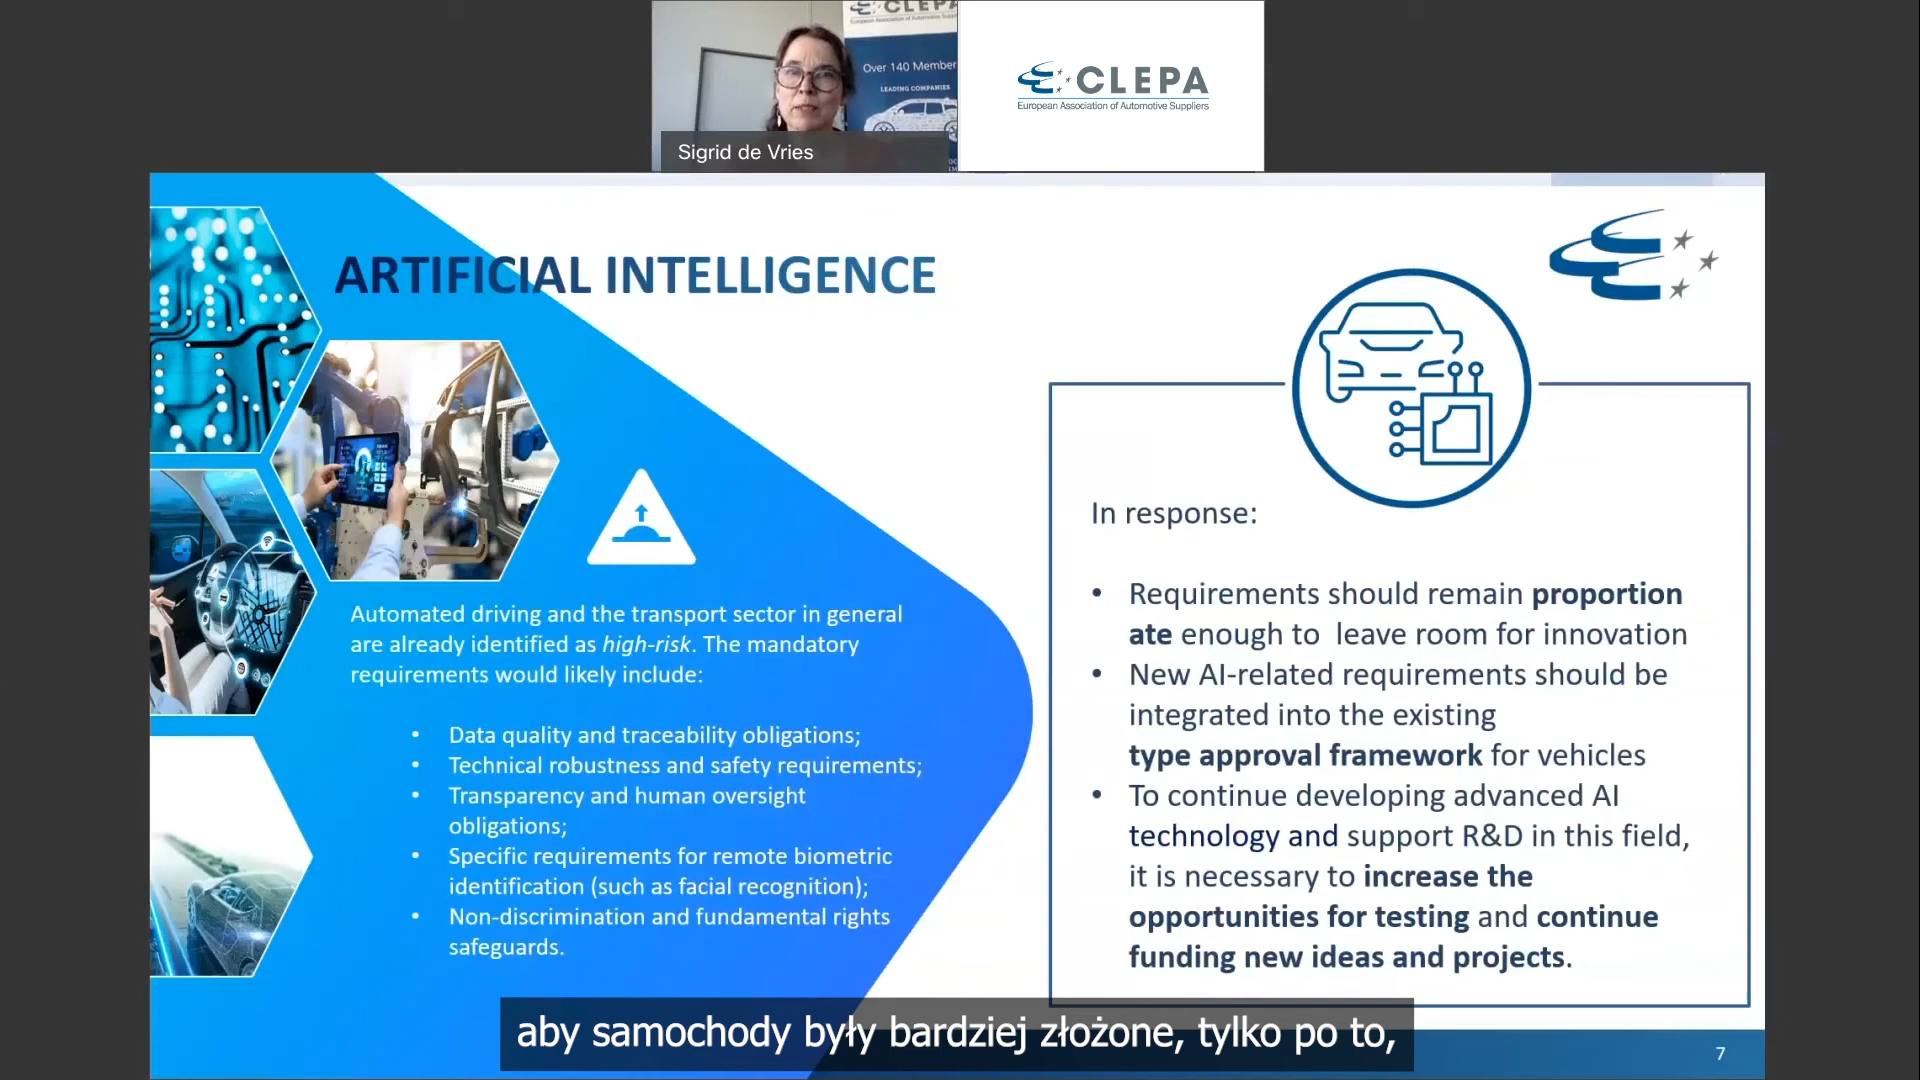 CLEPA
European Association of Automotive Suppliers
Over 140 Member
LEADING COMPANIES
CLEPA
European Association of Automotive Suppliers
Sigrid de Vries
ARTIFICIAL INTELLIGENCE
Automated driving and the transport sector in general
are already identified as high-risk. The mandatory
requirements would likely include:
• Data quality and traceability obligations;
• Technical robustness and safety requirements;
• Transparency and human oversight
obligations;
• Specific requirements for remote biometric
identification (such as facial recognition);
• Non-discrimination and fundamental rights
safeguards.
In response:
• Requirements should remain proportion
ate enough to leave room for innovation
• New AI-related requirements should be
integrated into the existing
type approval framework for vehicles
• To continue developing advanced AI
technology and support R&D in this field,
it is necessary to increase the
opportunities for testing and continue
funding new ideas and projects.
aby samochody były bardziej złożone, tylko po to,
7